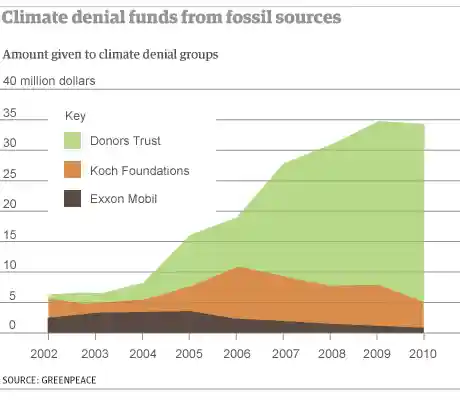 Climate denial funds from fossil sources
Amount given to climate denial groups
40 million dollars
35
30
25
20
15
10
5
0
Key
Donors Trust
Koch Foundations
Exxon Mobil
2002 2003 2004 2005 2006 2007 2008 2009 2010
SOURCE: GREENPEACE